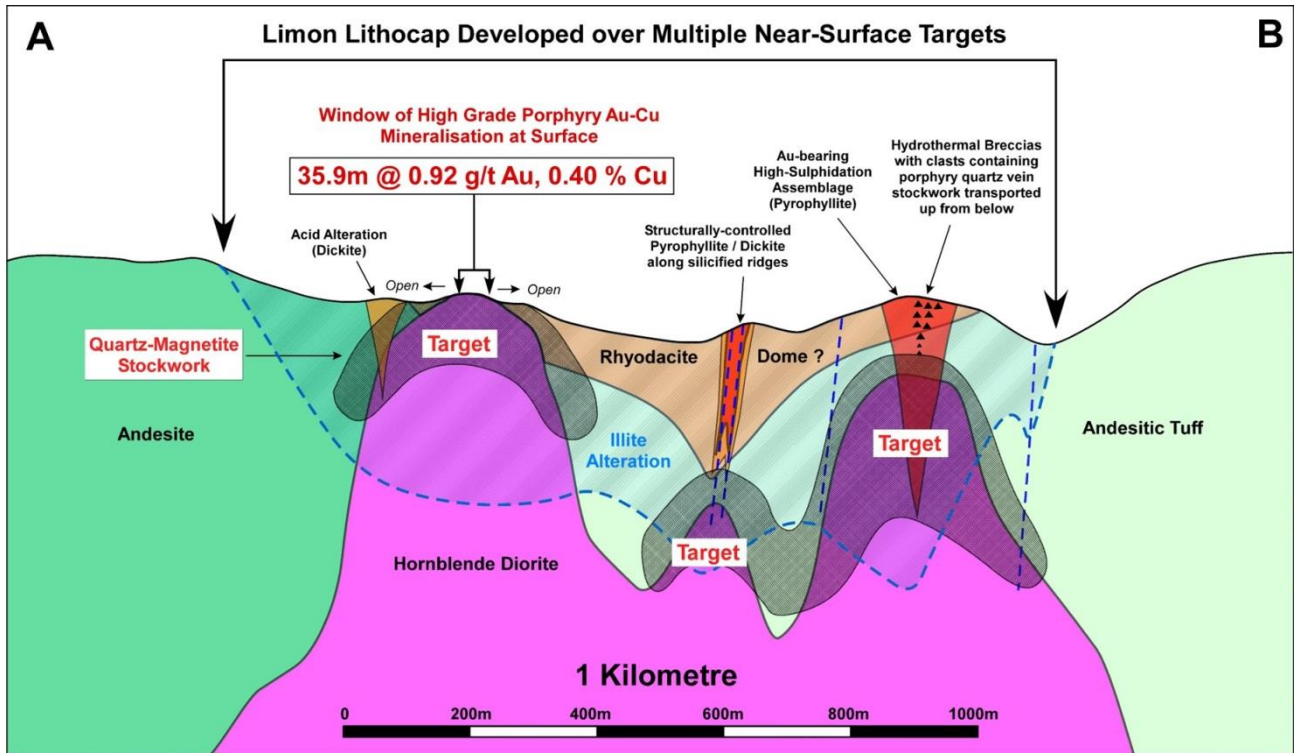 A
Limon Lithocap Developed over Multiple Near-Surface Targets
B
Window of High Grade Porphyry Au-Cu
Mineralisation at Surface
35.9m @ 0.92 g/t Au, 0.40 % Cu
Au-bearing
High-Sulphidation
Assemblage
(Pyrophyllite)
Hydrothermal Breccias
with clasts containing
porphyry quartz vein
stockwork transported
up from below
Acid Alteration
(Dickite)
Structurally-controlled
Pyrophyllite / Dickite
along silicified ridges
Open
Open
Quartz-Magnetite
Stockwork
Target
Rhyodacite
Dome ?
Andesite
Illite
Alteration
Target
Andesitic Tuff
Target
Hornblende Diorite
1 Kilometre
0
200m
400m
600m
800m
1000m